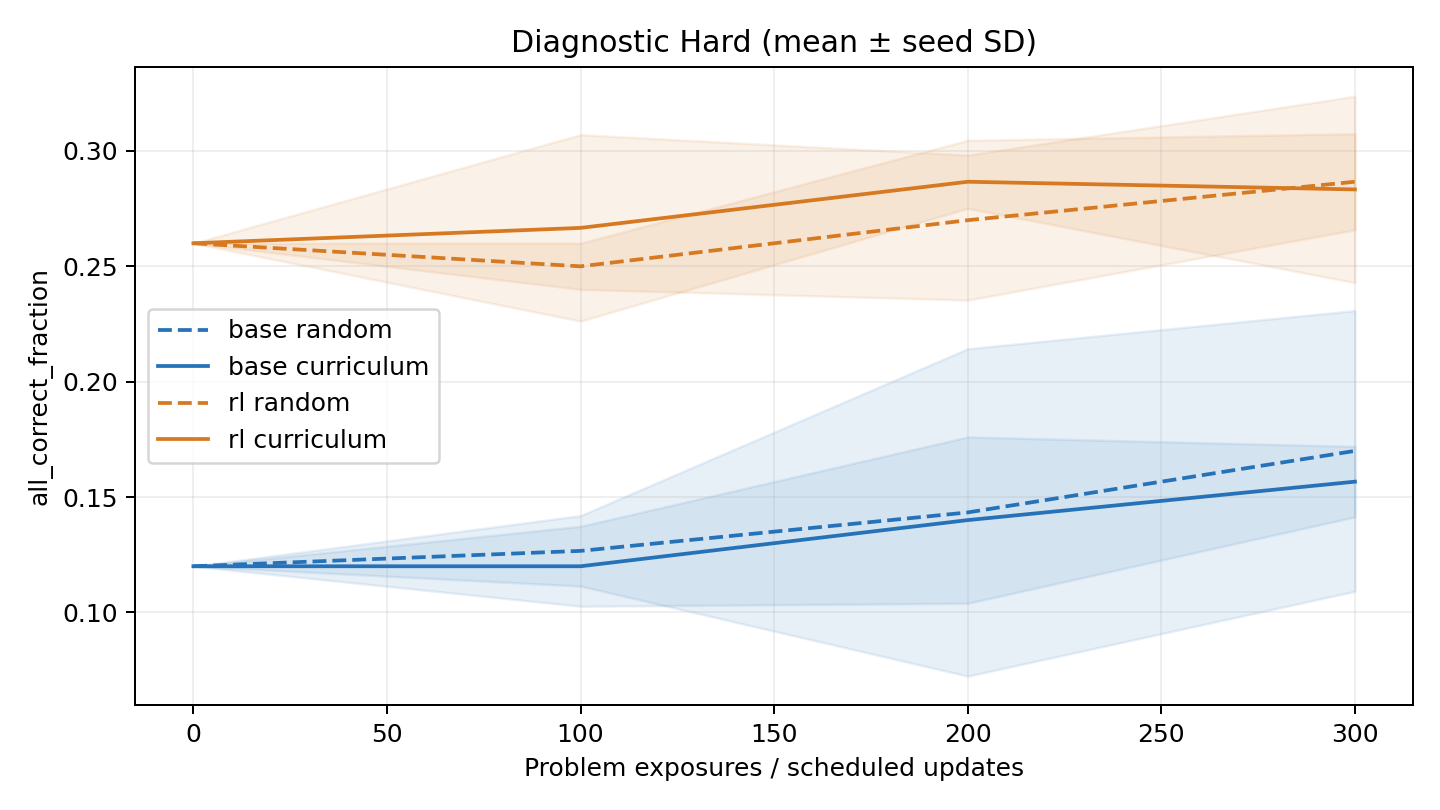 Diagnostic Hard (mean ± seed SD)
all_correct_fraction
0.30
0.25
0.20
0.15
0.10
base random
base curriculum
rl random
rl curriculum
0 50 100 150 200 250 300
Problem exposures / scheduled updates